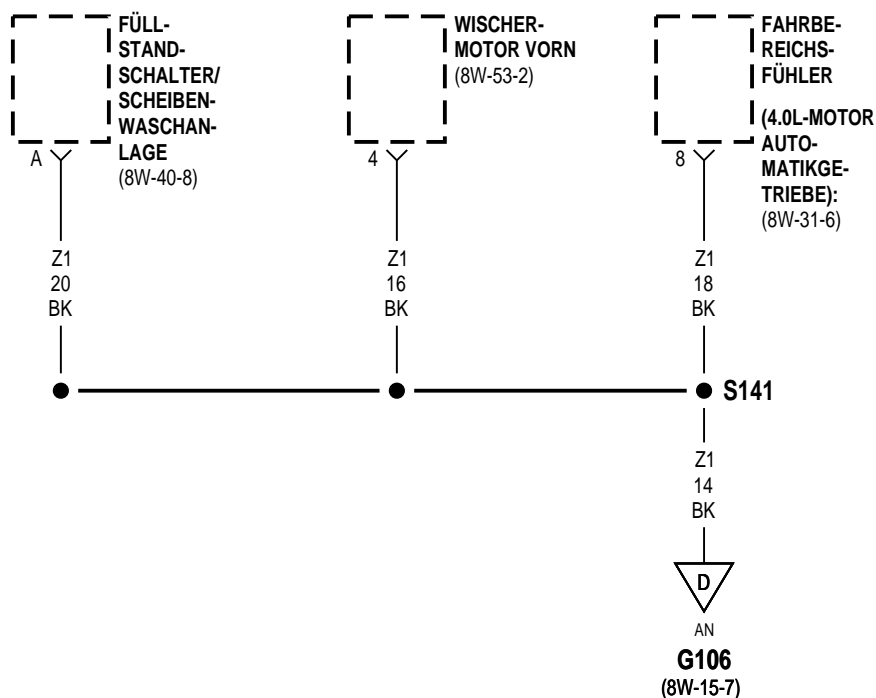 FÜLL-
STAND-
SCHALTER/
SCHEIBEN-
WASCHAN-
LAGE
(8W-40-8)
A
WISCHER-
MOTOR VORN
(8W-53-2)
4
FAHRBE-
REICHS-
FÜHLER
(4.0L-MOTOR
AUTO-
MATIKGE-
TRIEBE):
(8W-31-6)
8
Z1
20
BK
Z1
16
BK
Z1
18
BK
S141
Z1
14
BK
D
AN
G106
(8W-15-7)